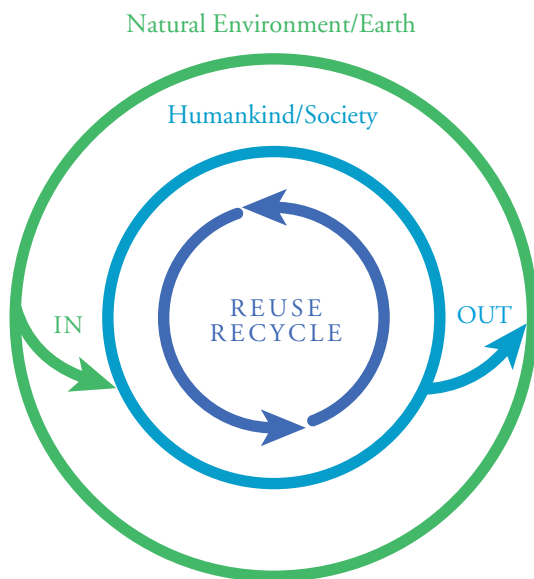 Natural Environment/Earth
Humankind/Society
IN
REUSE
RECYCLE
OUT